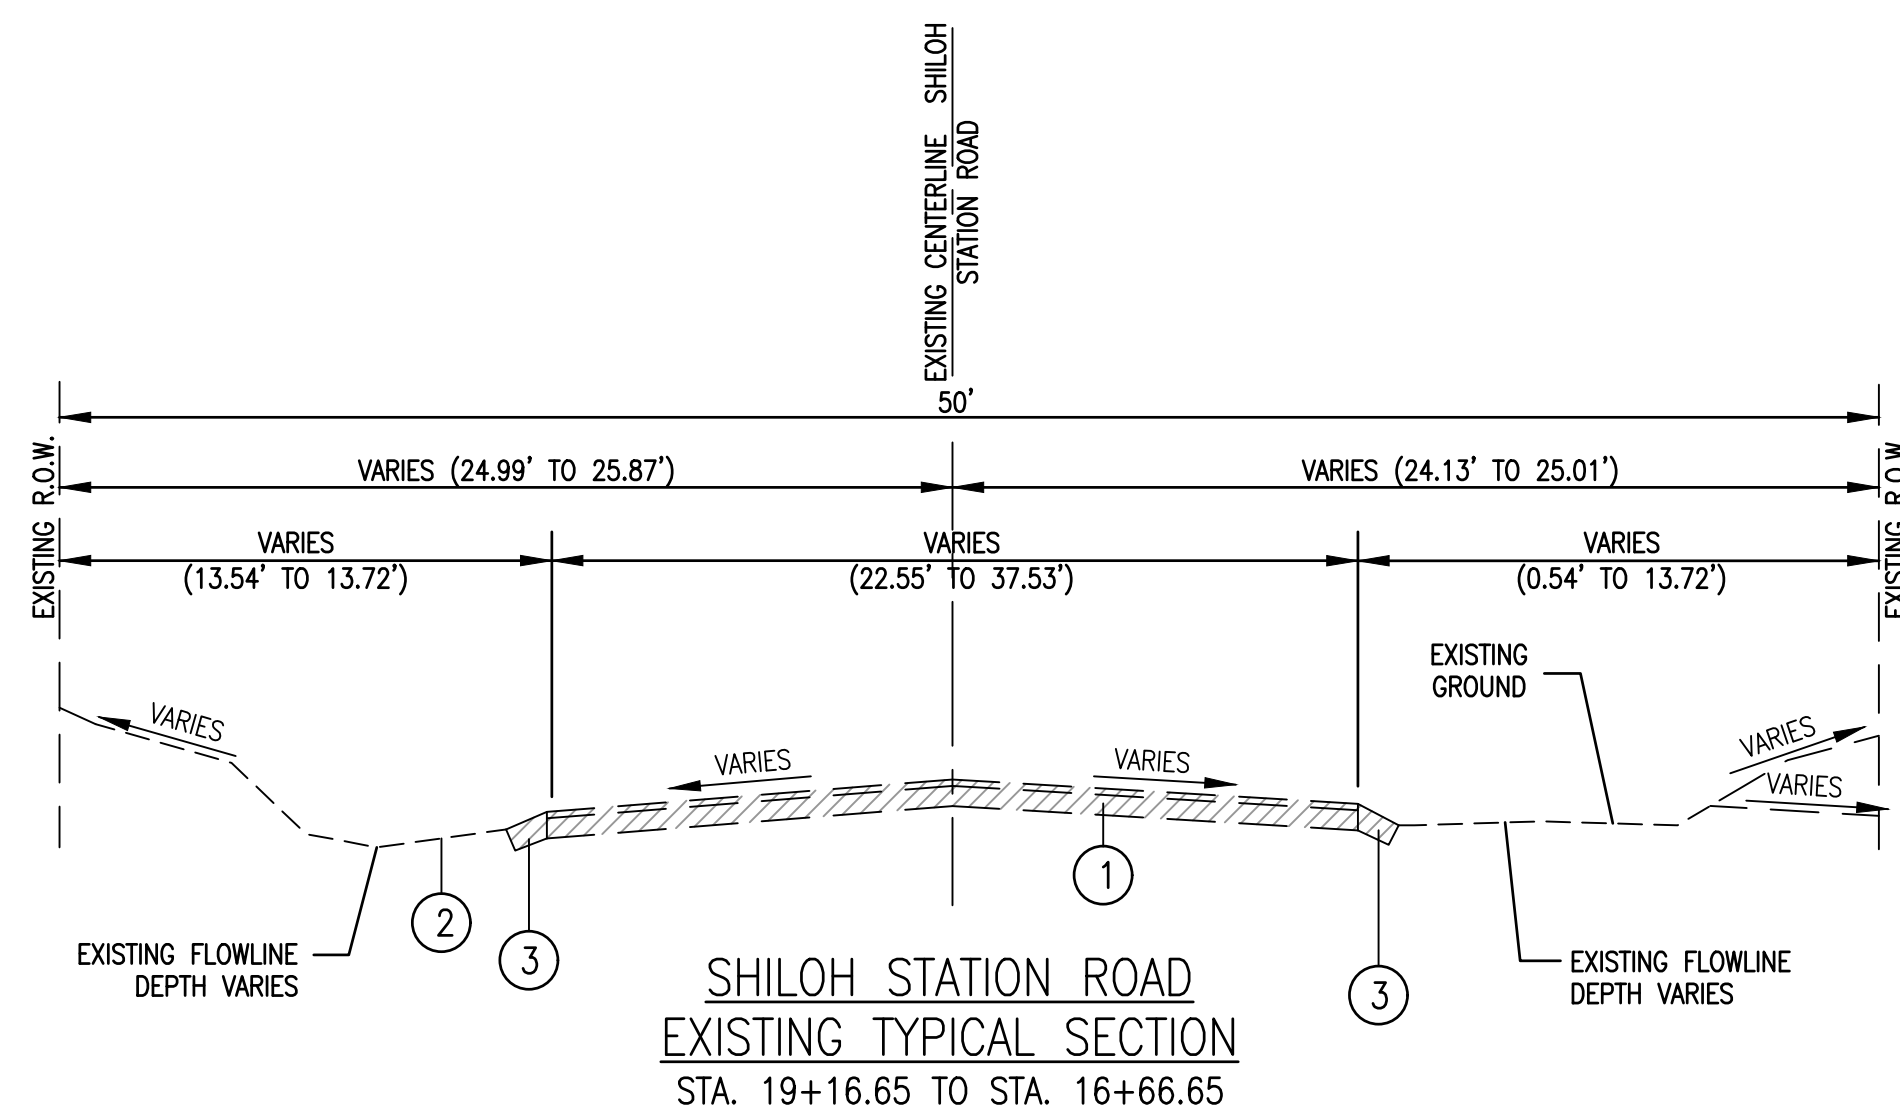 EXISTING CENTERLINE SHILOH
STATION ROAD
50'
EXISTING R.O.W.
EXISTING R.O.W.
VARIES (24.99' TO 25.87')
VARIES (24.13' TO 25.01')
VARIES
(13.54' TO 13.72')
VARIES
(22.55' TO 37.53')
VARIES
(0.54' TO 13.72')
EXISTING
GROUND
VARIES
VARIES
VARIES
VARIES
VARIES
1
2
3
3
EXISTING FLOWLINE
DEPTH VARIES
EXISTING FLOWLINE
DEPTH VARIES
SHILOH STATION ROAD
EXISTING TYPICAL SECTION
STA. 19+16.65 TO STA. 16+66.65